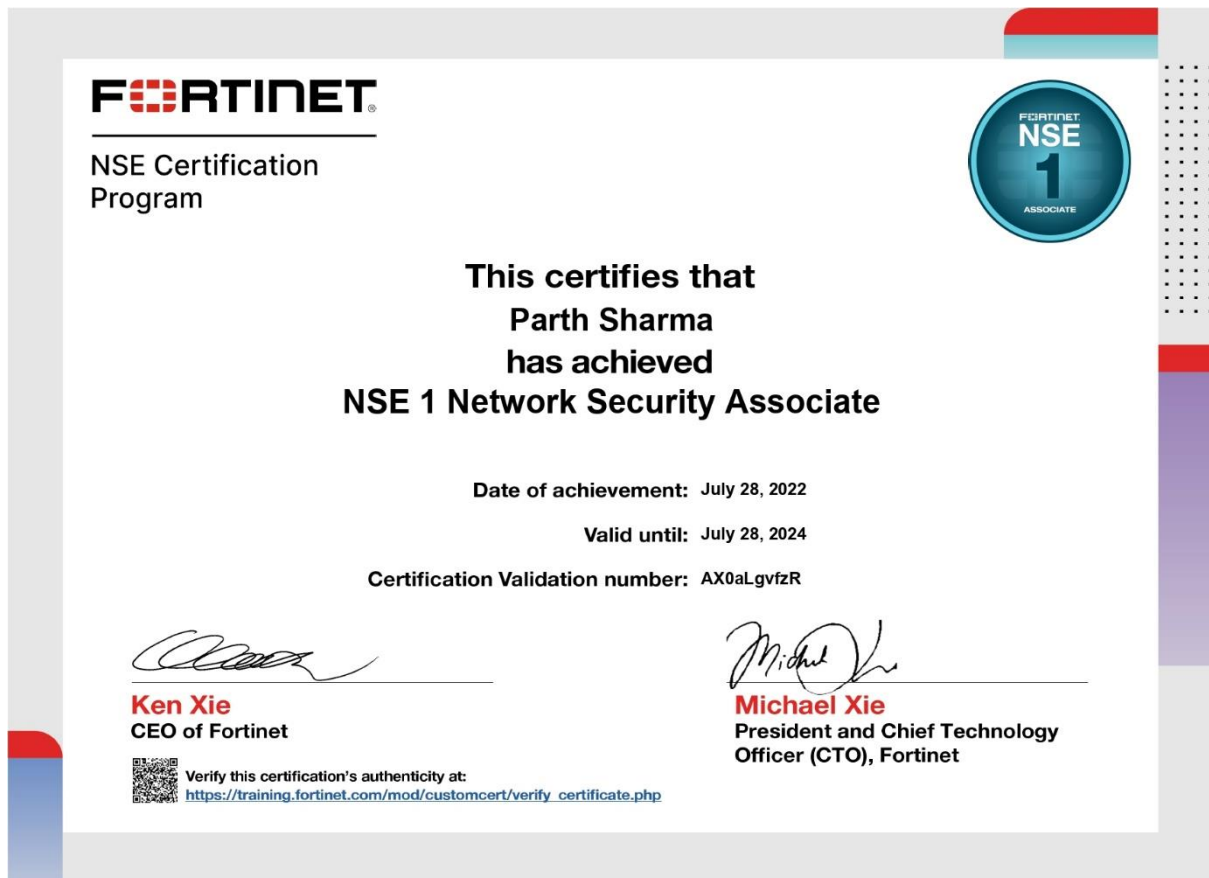 FORTINET®
NSE Certification
Program
FORTINET
NSE
1
ASSOCIATE
This certifies that
Parth Sharma
has achieved
NSE 1 Network Security Associate
Date of achievement: July 28, 2022
Valid until: July 28, 2024
Certification Validation number: AX0aLgvfzR
Ken Xie
CEO of Fortinet
Michael Xie
President and Chief Technology
Officer (CTO), Fortinet
Verify this certification's authenticity at:
https://training.fortinet.com/mod/customcert/verify_certificate.php